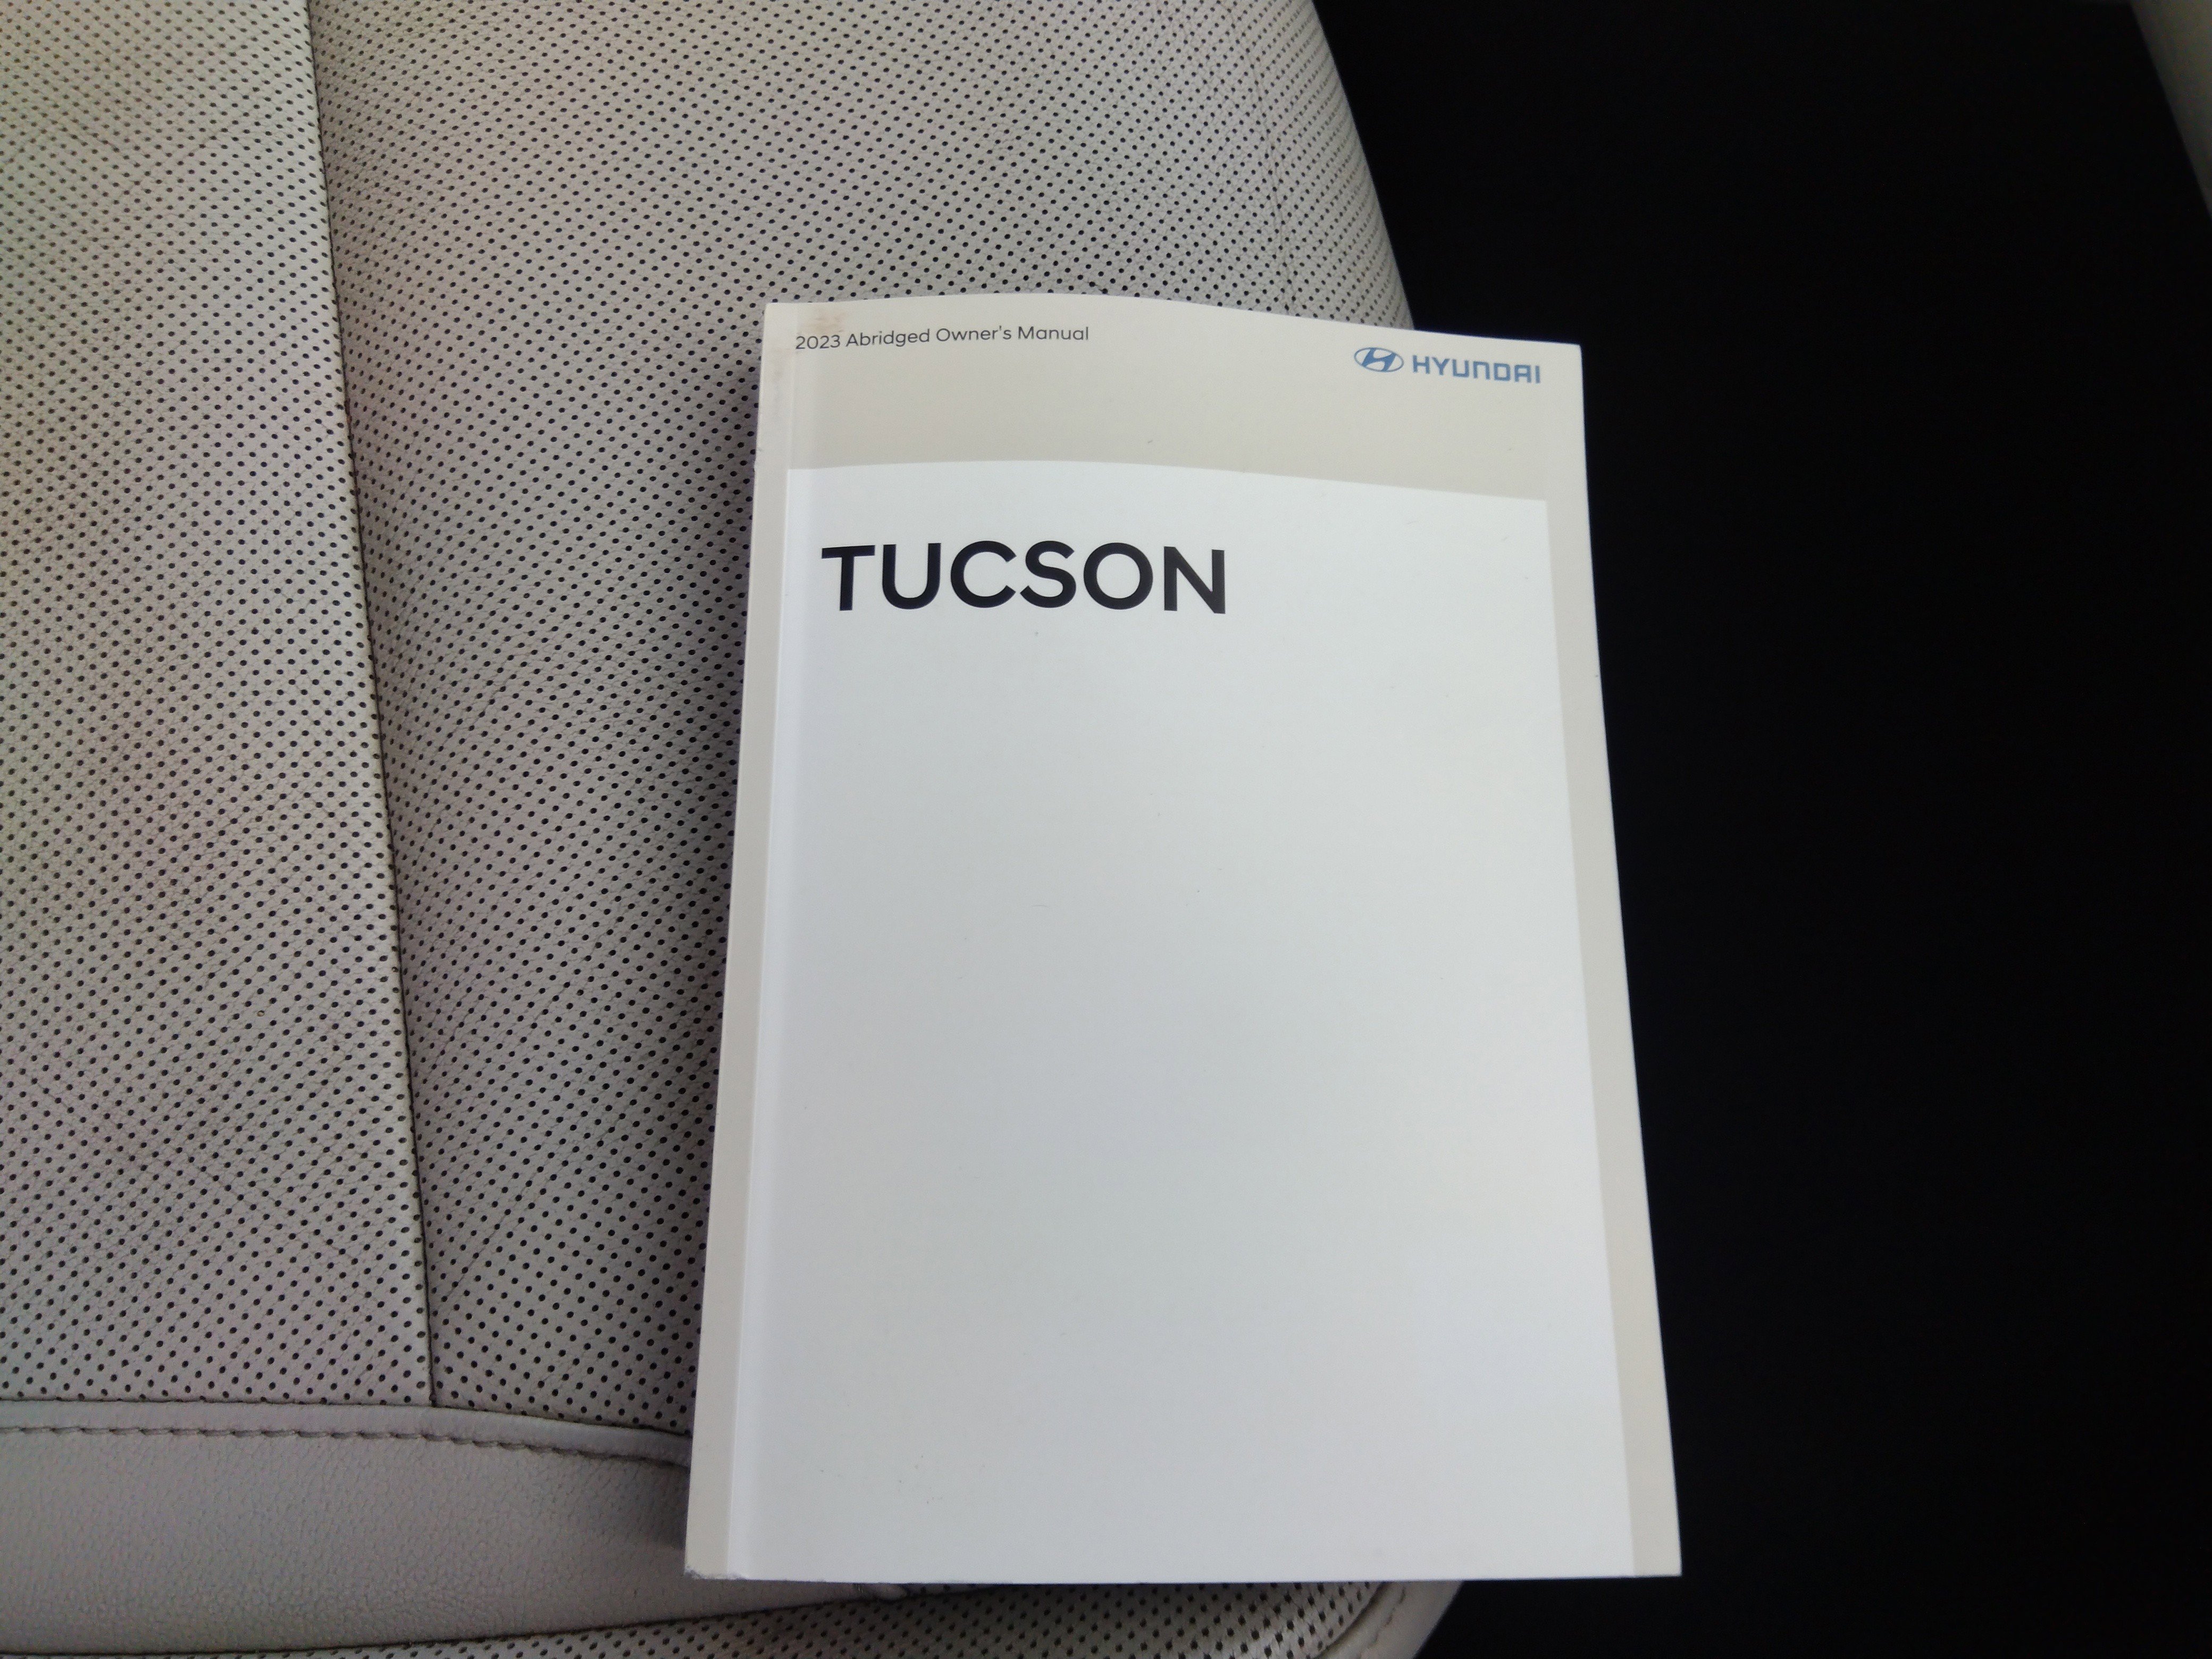 2023 Abridged Owner's Manual
HYUNDAI
TUCSON